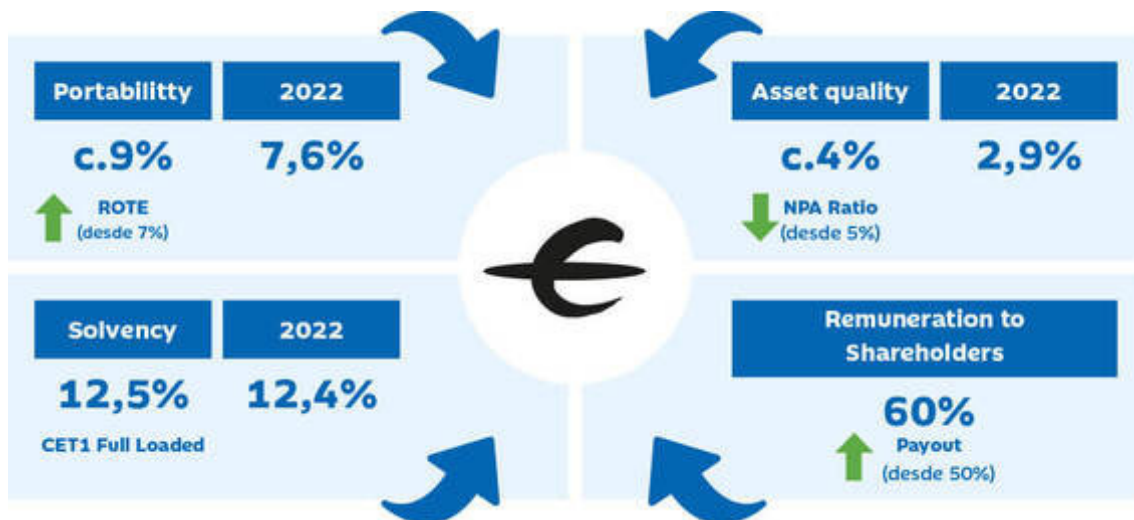 Portabilitty 2022
c.9% 7,6%
ROTE
(desde 7%)
Asset quality 2022
c.4% 2,9%
NPA Ratio
(desde 5%)
Solvency 2022
12,5% 12,4%
CET1 Full Loaded
Remuneration to
Shareholders
60%
Payout
(desde 50%)